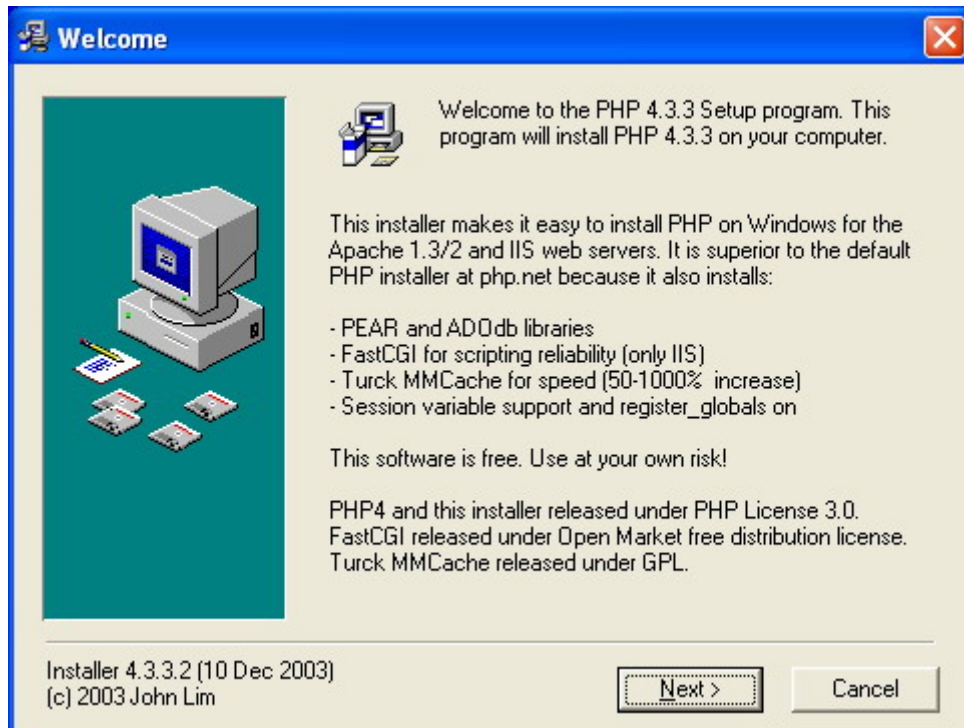 Welcome
Welcome to the PHP 4.3.3 Setup program. This
program will install PHP 4.3.3 on your computer.
This installer makes it easy to install PHP on Windows for the
Apache 1.3/2 and IIS web servers. It is superior to the default
PHP installer at php.net because it also installs:
- PEAR and ADOdb libraries
- FastCGI for scripting reliability (only IIS)
- Turck MMCache for speed (50-1000%  increase)
- Session variable support and register_globals on
This software is free. Use at your own risk!
PHP4 and this installer released under PHP License 3.0.
FastCGI released under Open Market free distribution license.
Turck MMCache released under GPL.
Installer 4.3.3.2 (10 Dec 2003)
(c) 2003 John Lim
Next >
Cancel